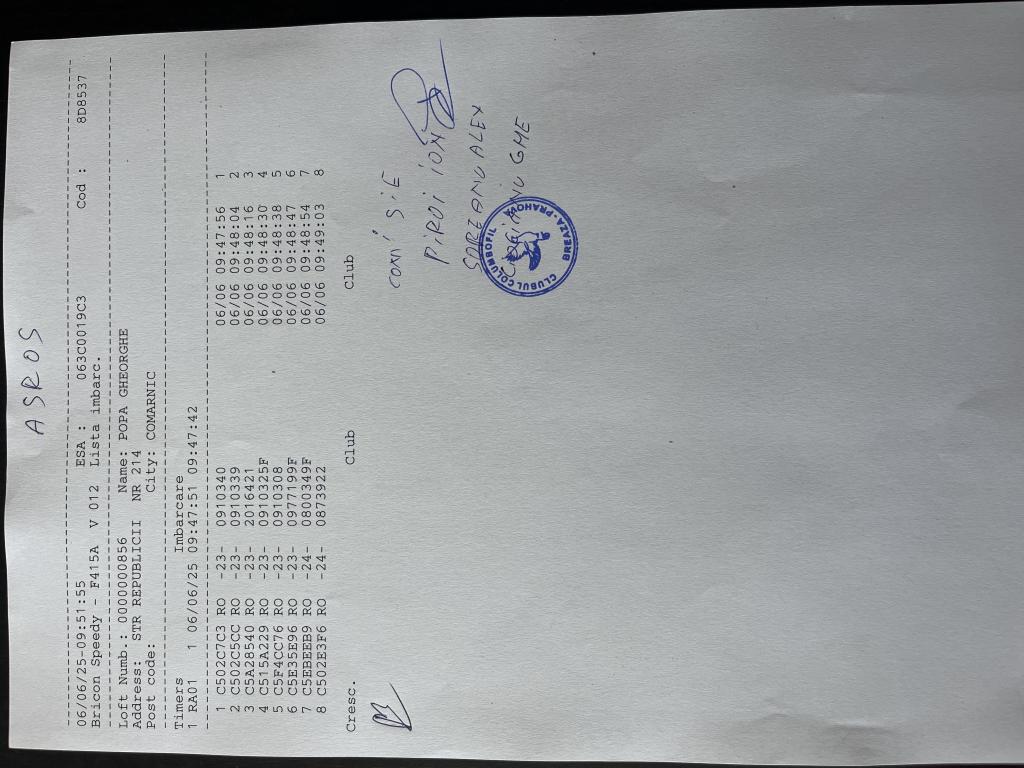 ASROS
06/06/25-09:51:55 ESA : 063C0019C3 Cod : 8D8537
Bricon Speedy - F415A V 012 Lista imbarc.
Loft Numb.: 0000000856 Name: POPA GHEORGHE
Address: STR REPUBLICII NR 214
Post code: City: COMARNIC
Timers Imbarcare
1 RA01 1 06/06/25 09:47:51 09:47:42
1 C502C7C3 RO -23- 0910340 06/06 09:47:56 1
2 C502C5CC RO -23- 0910339 06/06 09:48:04 2
3 C5A28540 RO -23- 2016421 06/06 09:48:16 3
4 C515A229 RO -23- 0910325F 06/06 09:48:30 4
5 C5F4CC76 RO -23- 0910308 06/06 09:48:38 5
6 C5E35E96 RO -23- 0977199F 06/06 09:48:47 6
7 C5EBEEB9 RO -24- 0800349F 06/06 09:48:54 7
8 C502E3F6 RO -24- 0873922 06/06 09:49:03 8
Cresc. Club Club
COMISIE
PIROI ION
ALEX
GHE
CLUBUL COLUMBOFIL
BREAZA-PRAHOVA